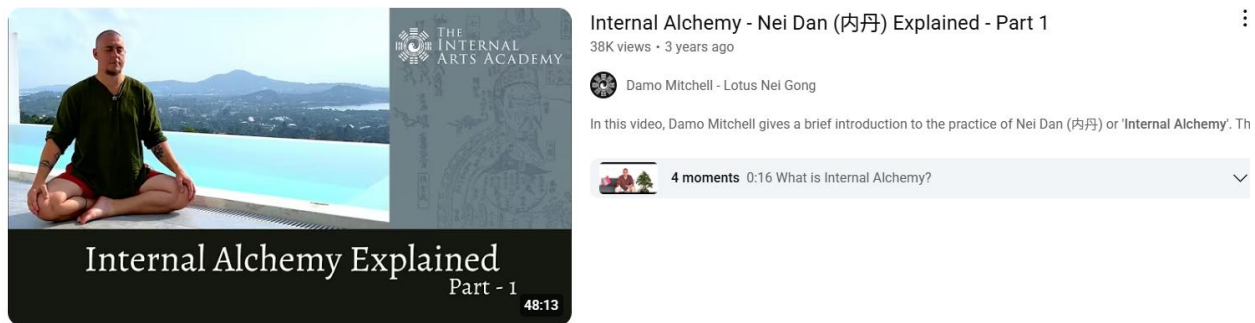 THE
INTERNAL
ARTS ACADEMY
Internal Alchemy Explained
Part - 1
48:13
Internal Alchemy - Nei Dan (内丹) Explained - Part 1
38K views • 3 years ago
Damo Mitchell - Lotus Nei Gong
In this video, Damo Mitchell gives a brief introduction to the practice of Nei Dan (内丹) or 'Internal Alchemy'. Th
4 moments 0:16 What is Internal Alchemy?